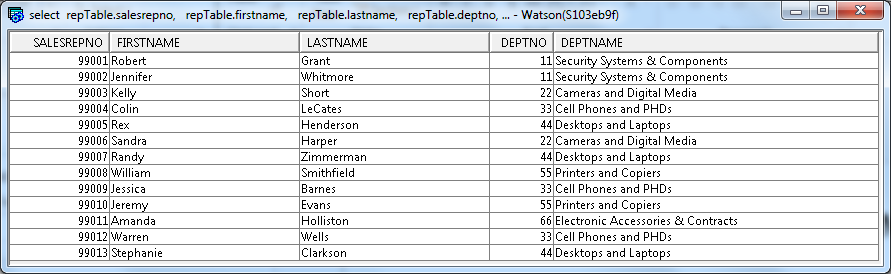 select repTable.salesrepno, repTable.firstname, repTable.lastname, repTable.deptno, ... - Watson(S103eb9f)
SALESREPNO FIRSTNAME LASTNAME DEPTNO DEPTNAME
99001 Robert Grant 11 Security Systems & Components
99002 Jennifer Whitmore 11 Security Systems & Components
99003 Kelly Short 22 Cameras and Digital Media
99004 Colin LeCates 33 Cell Phones and PHDs
99005 Rex Henderson 44 Desktops and Laptops
99006 Sandra Harper 22 Cameras and Digital Media
99007 Randy Zimmerman 44 Desktops and Laptops
99008 William Smithfield 55 Printers and Copiers
99009 Jessica Barnes 33 Cell Phones and PHDs
99010 Jeremy Evans 55 Printers and Copiers
99011 Amanda Holliston 66 Electronic Accessories & Contracts
99012 Warren Wells 33 Cell Phones and PHDs
99013 Stephanie Clarkson 44 Desktops and Laptops